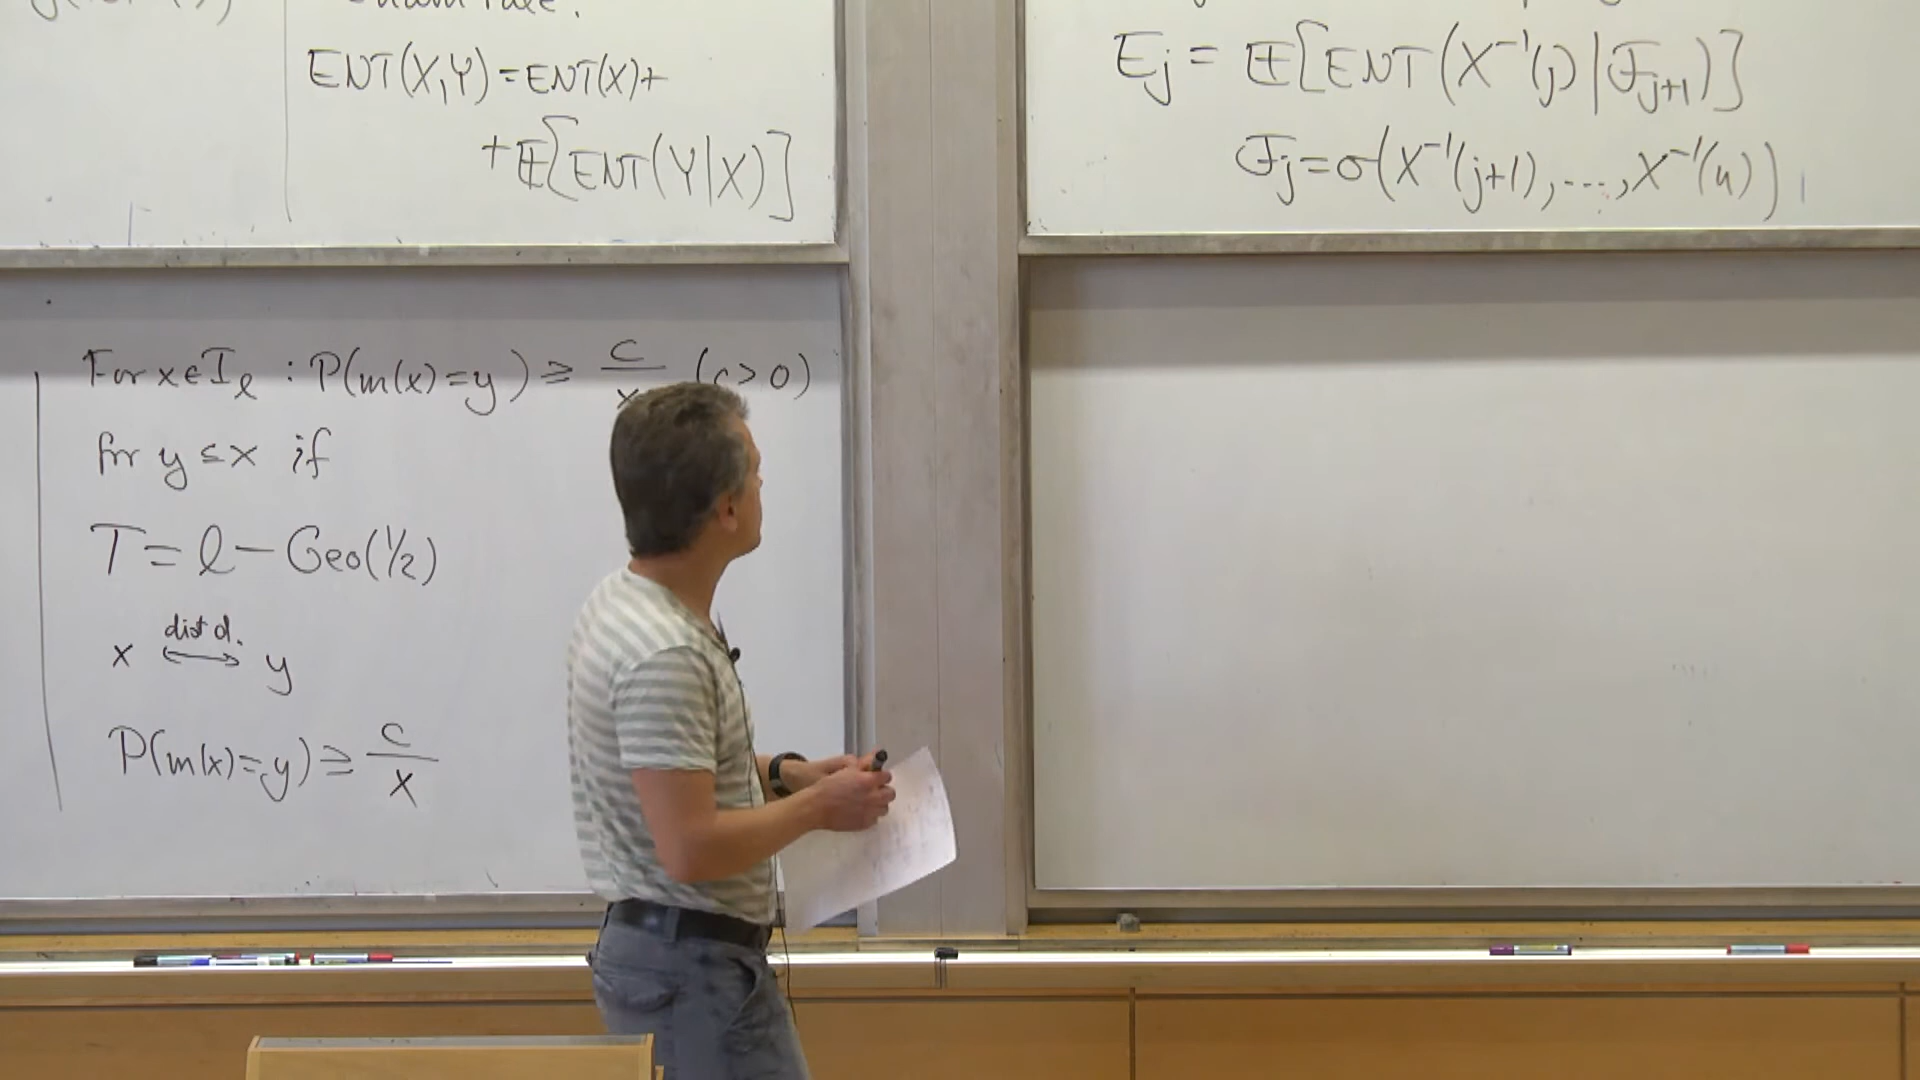 ENT(X,Y) = ENT(X)+
+𝔼[ENT(Y|X)]
For x∈I_ℓ : P(m(x)=y) ≥ c/x (c>0)
for y ≤ x if
T = ℓ - Geo(1/2)
dist d.
x ↔ y
P(m(x)=y) ≥ c/x
E_j = 𝔼[ENT(X^{-1}(j) | ℱ_{j+1})]
ℱ_j = σ(X^{-1}(j+1), ..., X^{-1}(n))